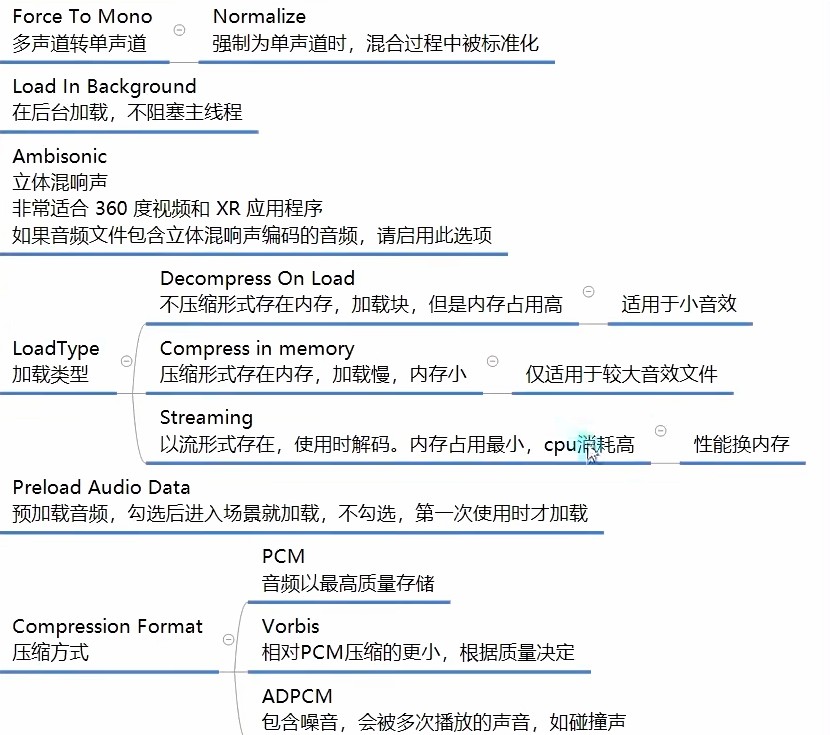 Force To Mono
多声道转单声道
Normalize
强制为单声道时，混合过程中被标准化
Load In Background
在后台加载，不阻塞主线程
Ambisonic
立体混响声
非常适合 360 度视频和 XR 应用程序
如果音频文件包含立体混响声编码的音频，请启用此选项
LoadType
加载类型
Decompress On Load
不压缩形式存在内存，加载块，但是内存占用高
适用于小音效
Compress in memory
压缩形式存在内存，加载慢，内存小
仅适用于较大音效文件
Streaming
以流形式存在，使用时解码。内存占用最小，cpu消耗高
性能换内存
Preload Audio Data
预加载音频，勾选后进入场景就加载，不勾选，第一次使用时才加载
Compression Format
压缩方式
PCM
音频以最高质量存储
Vorbis
相对PCM压缩的更小，根据质量决定
ADPCM
包含噪音，会被多次播放的声音，如碰撞声